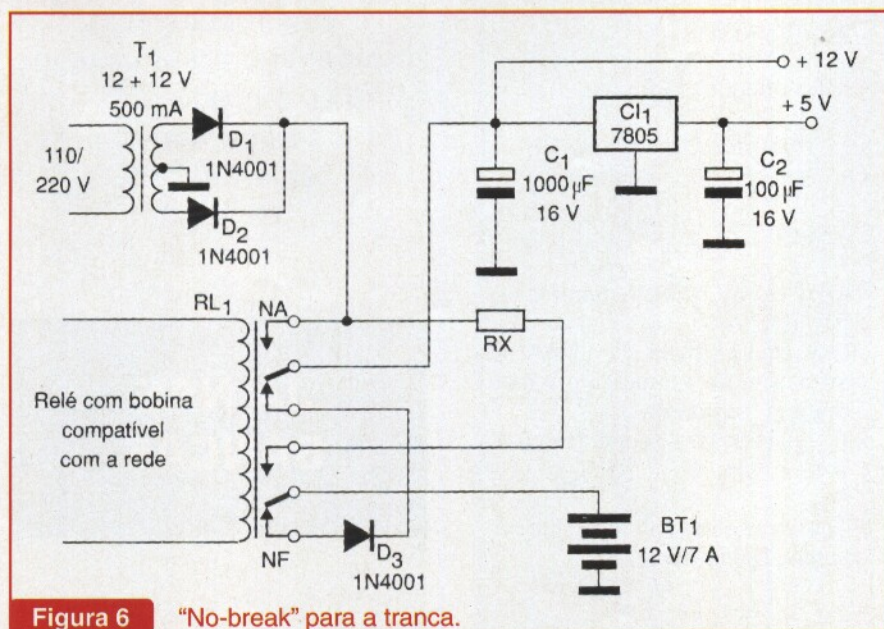 T1
12 + 12 V
500 mA
110/
220 V
D1
1N4001
D2
1N4001
+ 12 V
+ 5 V
CI1
7805
C1
1000 µF
16 V
C2
100 µF
16 V
RL1
NA
RX
Relé com bobina
compatível
com a rede
NF
D3
1N4001
BT1
12 V/7 A
Figura 6 "No-break" para a tranca.